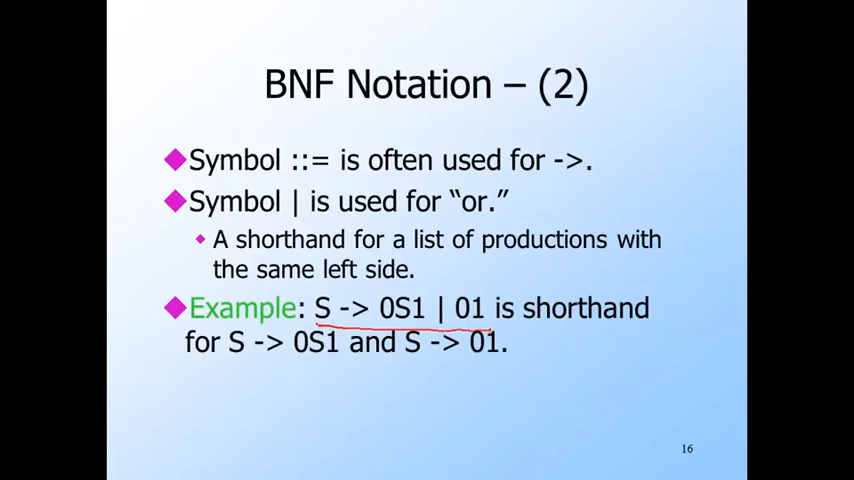 BNF Notation – (2)
Symbol ::= is often used for ->.
Symbol | is used for “or.”
A shorthand for a list of productions with
the same left side.
Example: S -> 0S1 | 01 is shorthand
for S -> 0S1 and S -> 01.
16